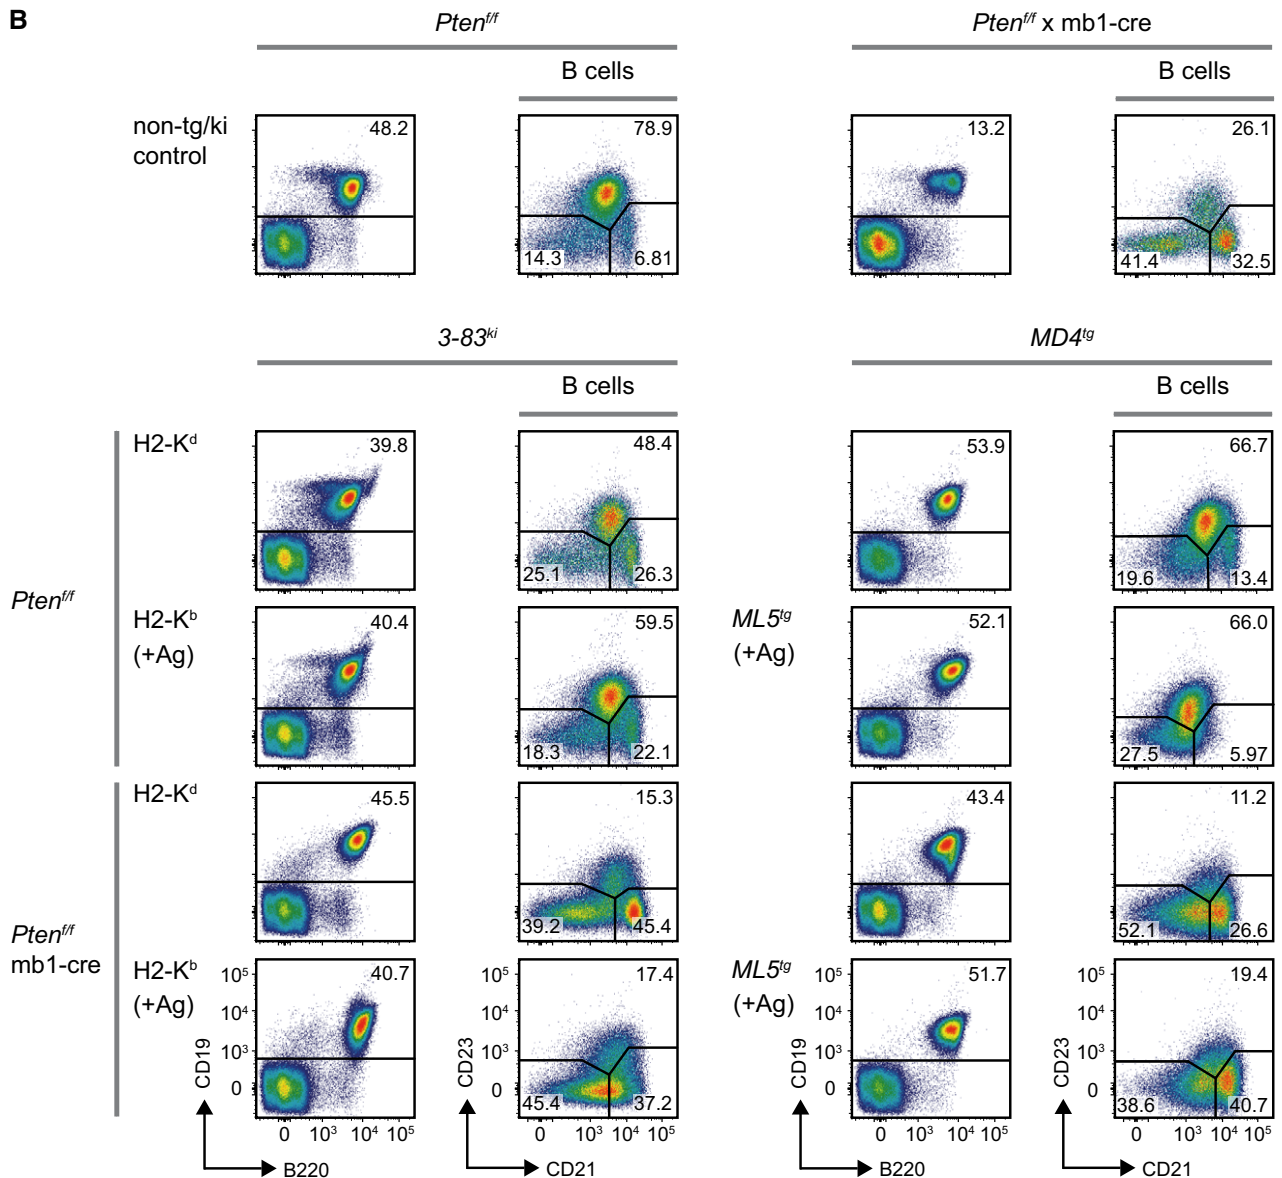 B
Pten^f/f
Pten^f/f x mb1-cre
B cells
B cells
non-tg/ki
control
48.2
78.9
14.3
6.81
13.2
26.1
41.4
32.5
3-83^ki
MD4^tg
B cells
B cells
Pten^f/f
H2-K^d
39.8
48.4
25.1
26.3
53.9
66.7
19.6
13.4
H2-K^b
(+Ag)
40.4
59.5
18.3
22.1
ML5^tg
(+Ag)
52.1
66.0
27.5
5.97
Pten^f/f
mb1-cre
H2-K^d
45.5
15.3
39.2
45.4
43.4
11.2
52.1
26.6
H2-K^b
(+Ag)
40.7
17.4
45.4
37.2
ML5^tg
(+Ag)
51.7
19.4
38.6
40.7
10^5
10^4
10^3
0
CD19
0 10^3 10^4 10^5
B220
10^5
10^4
10^3
0
CD23
0 10^3 10^4 10^5
CD21
10^5
10^4
10^3
0
CD19
0 10^3 10^4 10^5
B220
10^5
10^4
10^3
0
CD23
0 10^3 10^4 10^5
CD21